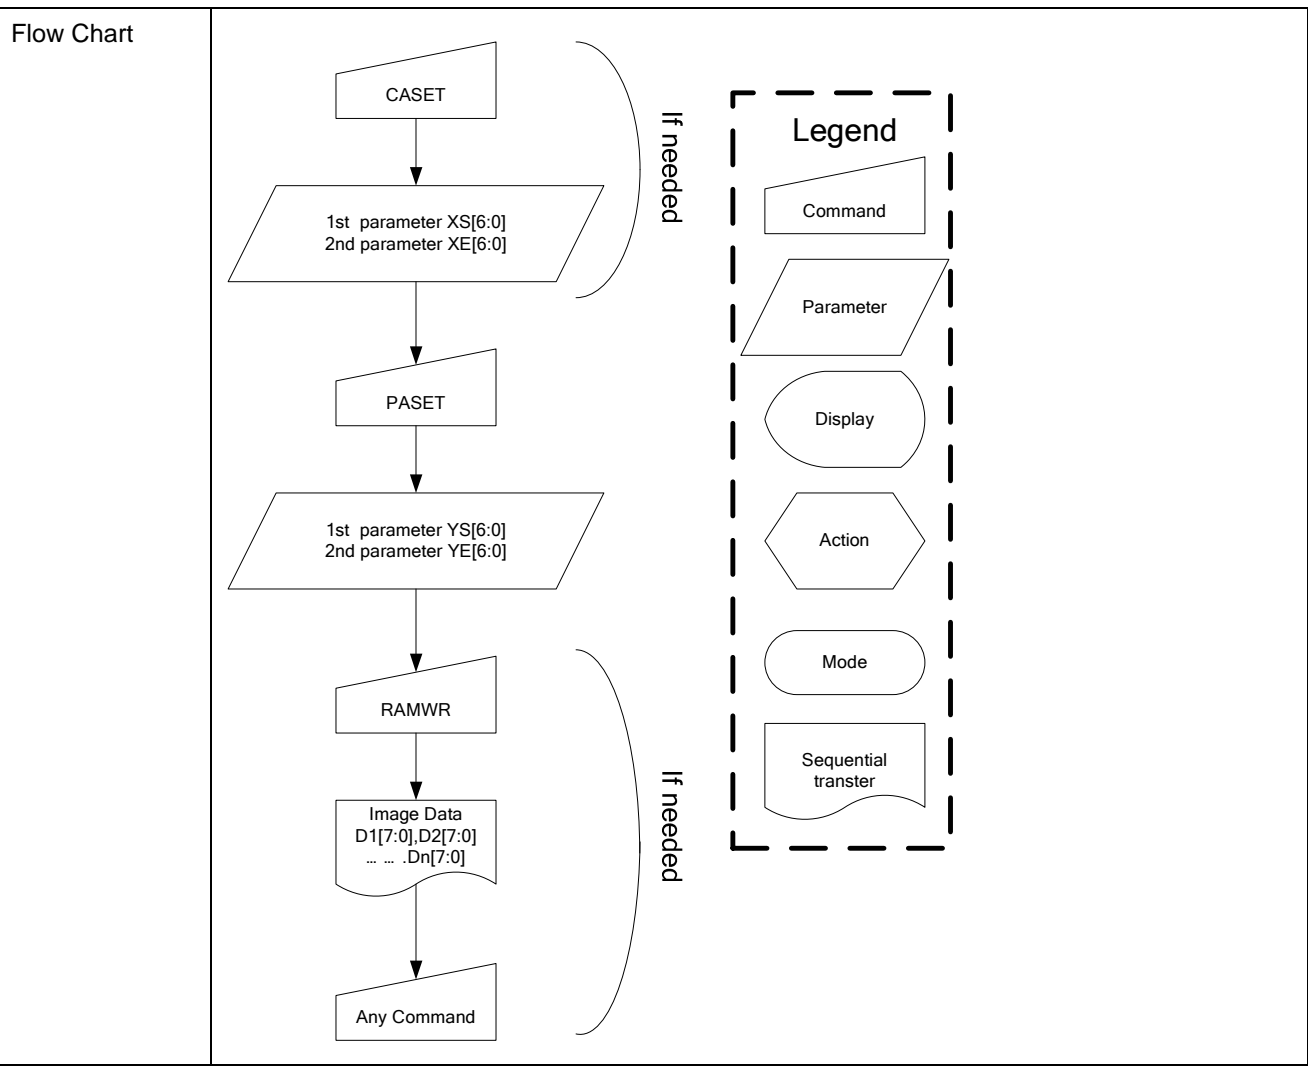 Flow Chart
CASET
1st parameter XS[6:0]
2nd parameter XE[6:0]
If needed
PASET
1st parameter YS[6:0]
2nd parameter YE[6:0]
RAMWR
Image Data
D1[7:0],D2[7:0]
... ... .Dn[7:0]
Any Command
If needed
Legend
Command
Parameter
Display
Action
Mode
Sequential
transter